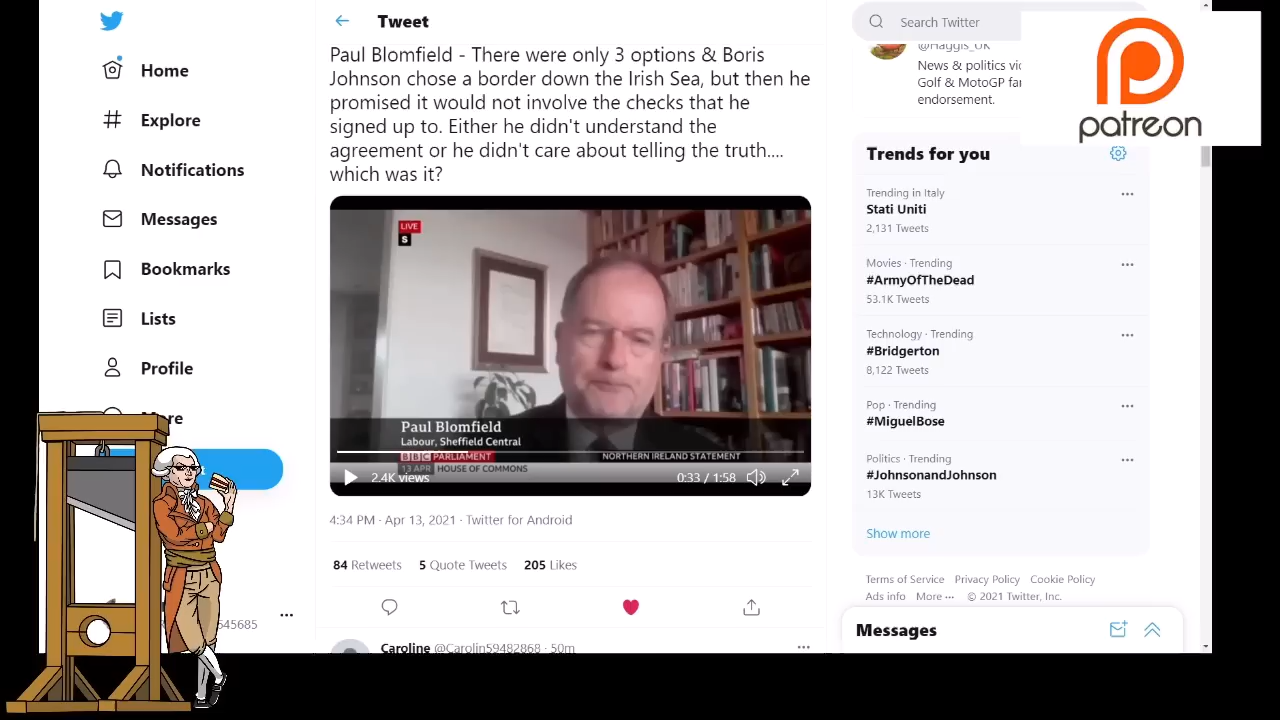 Tweet
Paul Blomfield - There were only 3 options & Boris
Johnson chose a border down the Irish Sea, but then he
promised it would not involve the checks that he
signed up to. Either he didn't understand the
agreement or he didn't care about telling the truth....
which was it?
LIVE
S
Paul Blomfield
Labour, Sheffield Central
BBC PARLIAMENT
NORTHERN IRELAND STATEMENT
13 APR HOUSE OF COMMONS
2.4K views
0:33 / 1:58
4:34 PM · Apr 13, 2021 · Twitter for Android
84 Retweets 5 Quote Tweets 205 Likes
Caroline @Carolin59482868 · 50m
Home
Explore
Notifications
Messages
Bookmarks
Lists
Profile
More
545685
Search Twitter
@Haggis_UK
News & politics
Golf & MotoGP
endorsement.
patreon
Trends for you
Trending in Italy
Stati Uniti
2,131 Tweets
Movies · Trending
#ArmyOfTheDead
53.1K Tweets
Technology · Trending
#Bridgerton
8,122 Tweets
Pop · Trending
#MiguelBose
Politics · Trending
#JohnsonandJohnson
13K Tweets
Show more
Terms of Service Privacy Policy Cookie Policy
Ads info More ··· © 2021 Twitter, Inc.
Messages